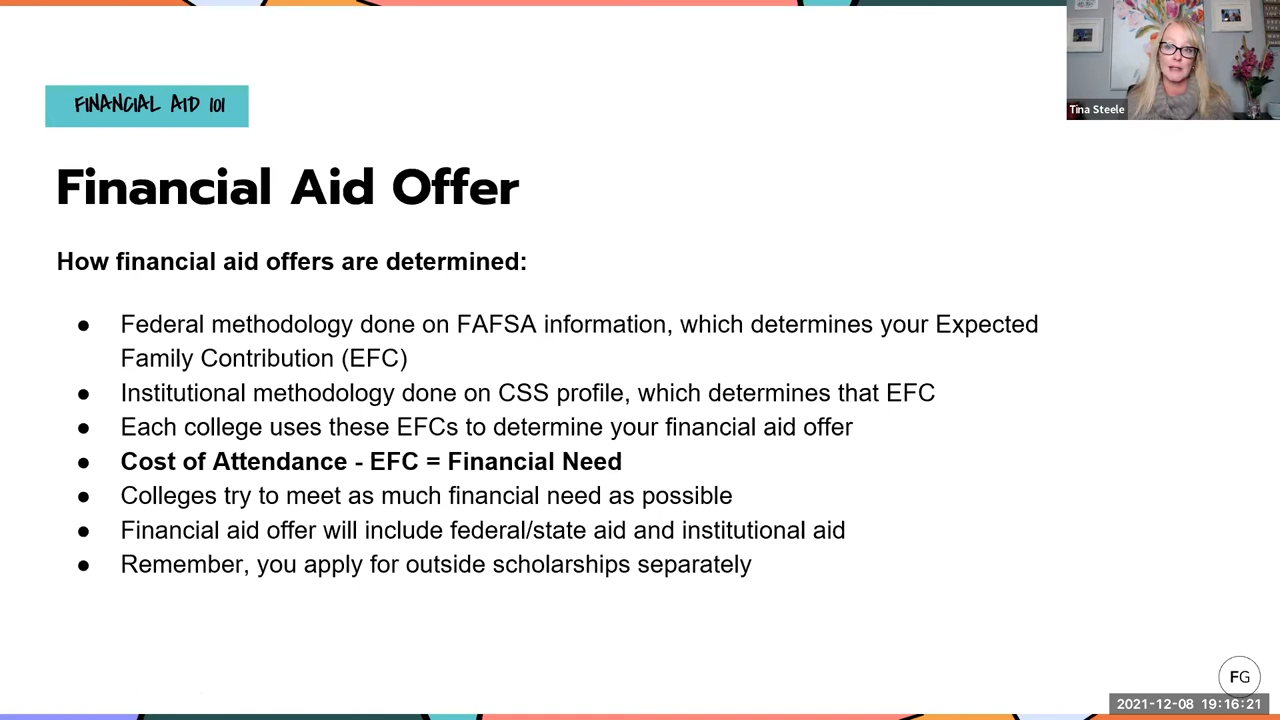 FINANCIAL AID 101
Tina Steele
Financial Aid Offer
How financial aid offers are determined:
● Federal methodology done on FAFSA information, which determines your Expected
Family Contribution (EFC)
● Institutional methodology done on CSS profile, which determines that EFC
● Each college uses these EFCs to determine your financial aid offer
● Cost of Attendance - EFC = Financial Need
● Colleges try to meet as much financial need as possible
● Financial aid offer will include federal/state aid and institutional aid
● Remember, you apply for outside scholarships separately
FG
2021-12-08 19:16:21